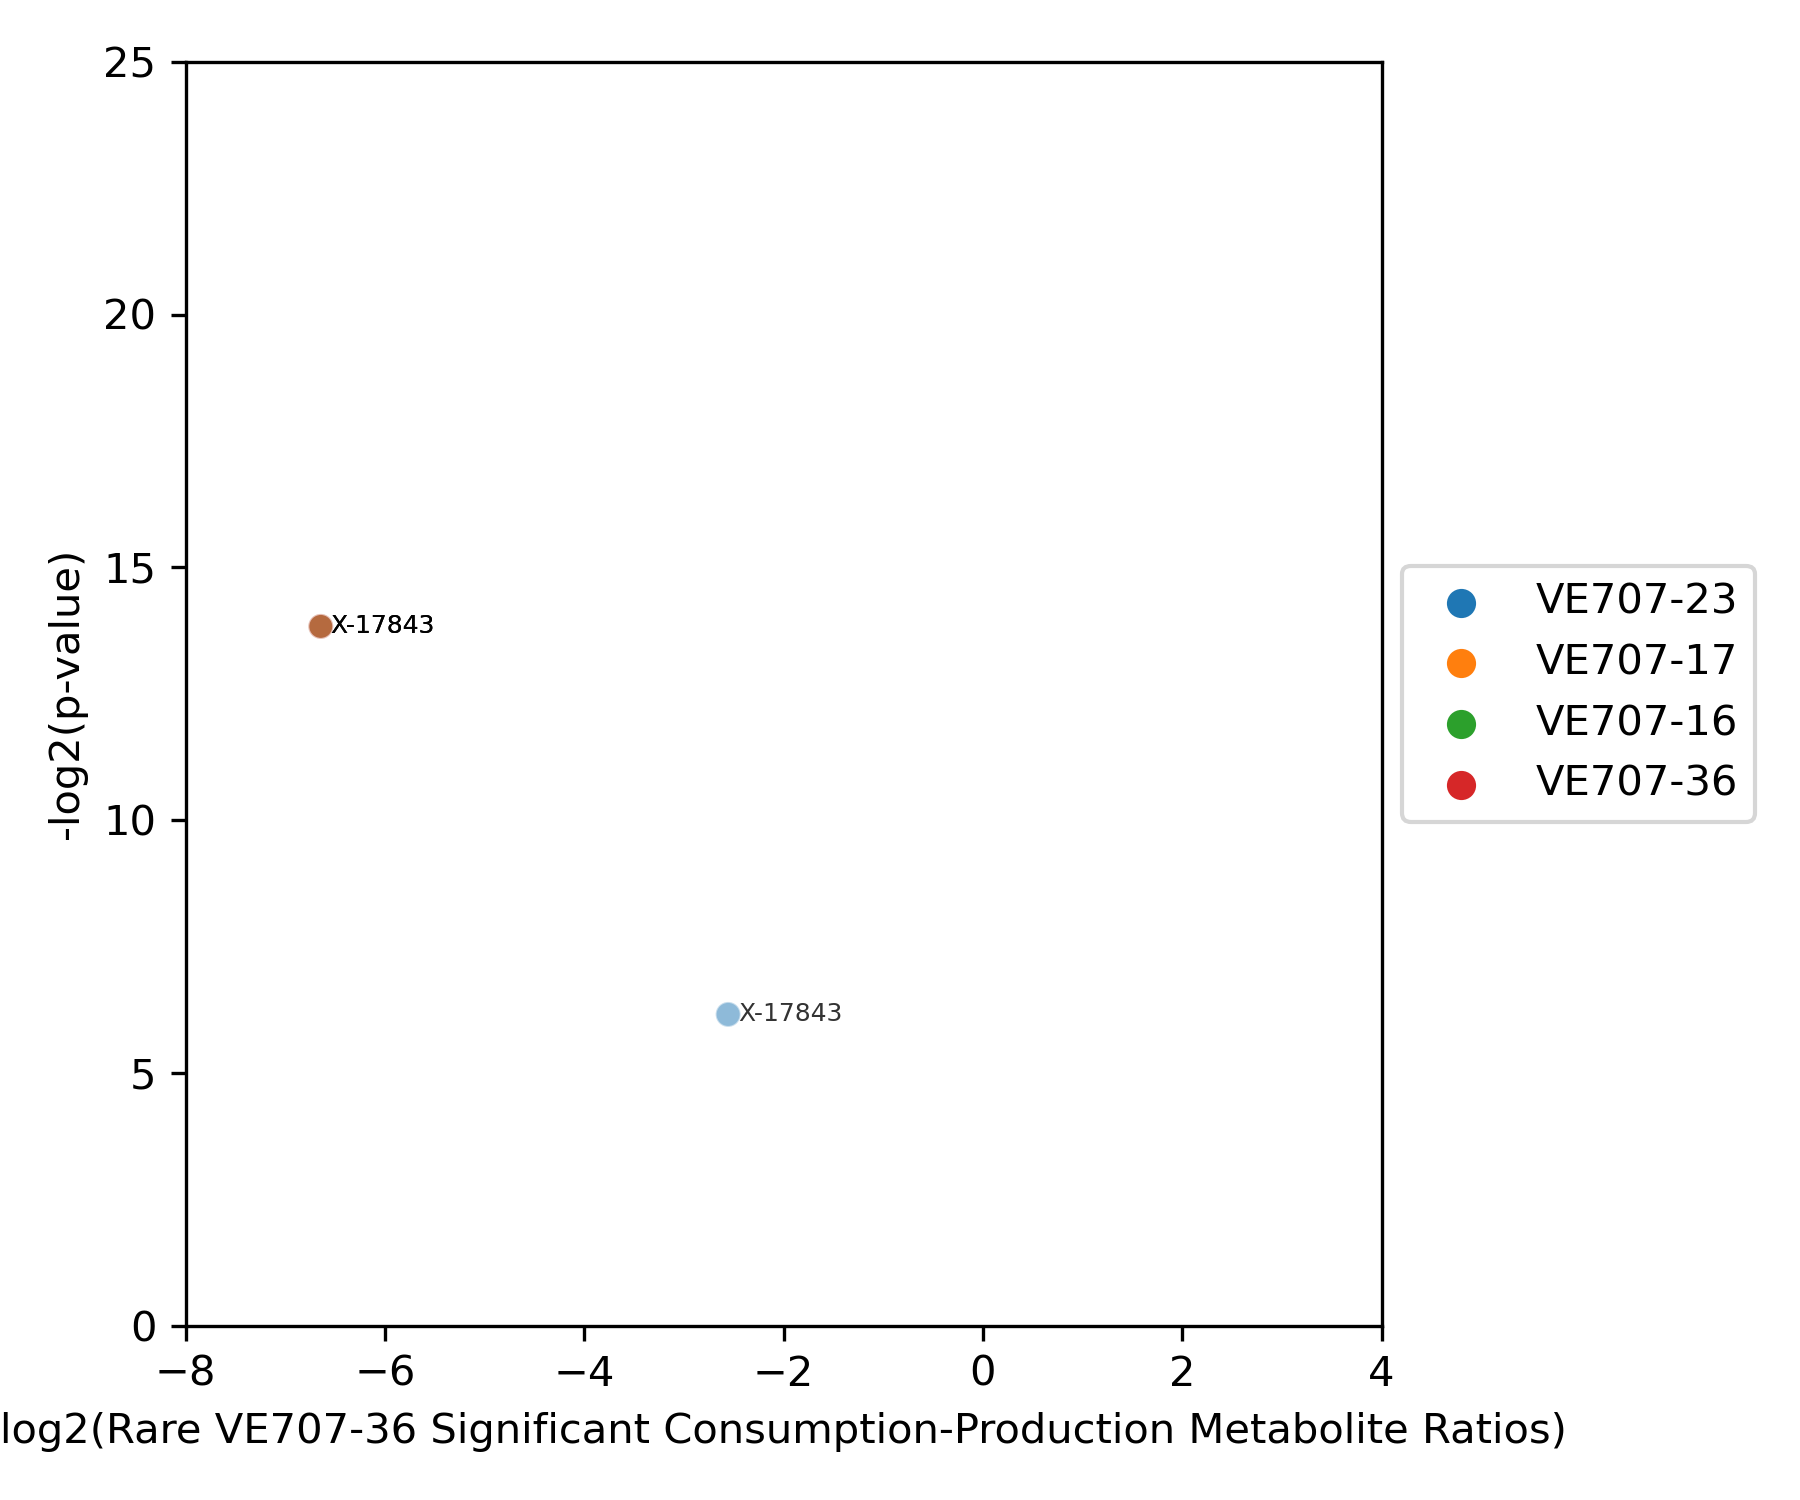 25
20
15
10
5
0
-log2(p-value)
X-17843
X-17843
VE707-23
VE707-17
VE707-16
VE707-36
−8 −6 −4 −2 0 2 4
log2(Rare VE707-36 Significant Consumption-Production Metabolite Ratios)